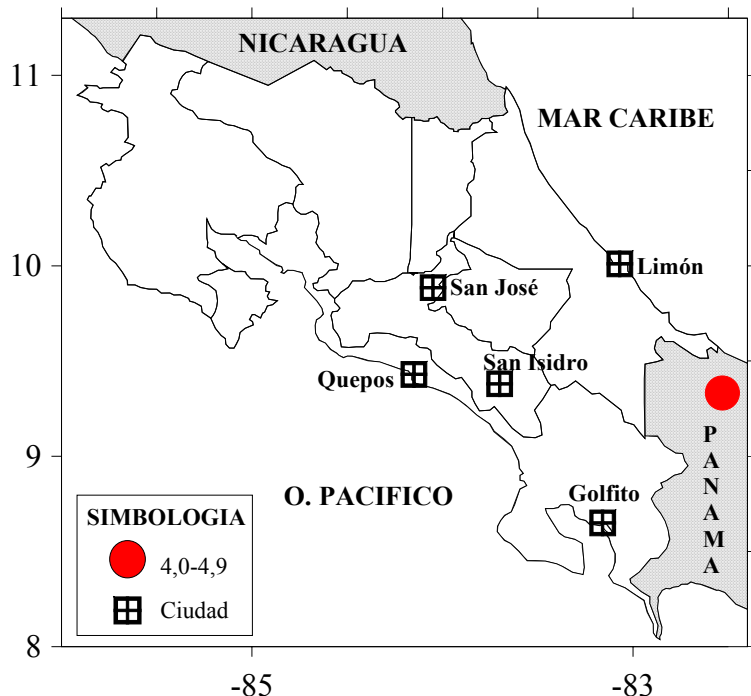 NICARAGUA
11
MAR CARIBE
10
Limón
San José
San Isidro
Quepos
PANAMA
9
O. PACIFICO
Golfito
SIMBOLOGIA
4,0-4,9
Ciudad
8
-85
-83